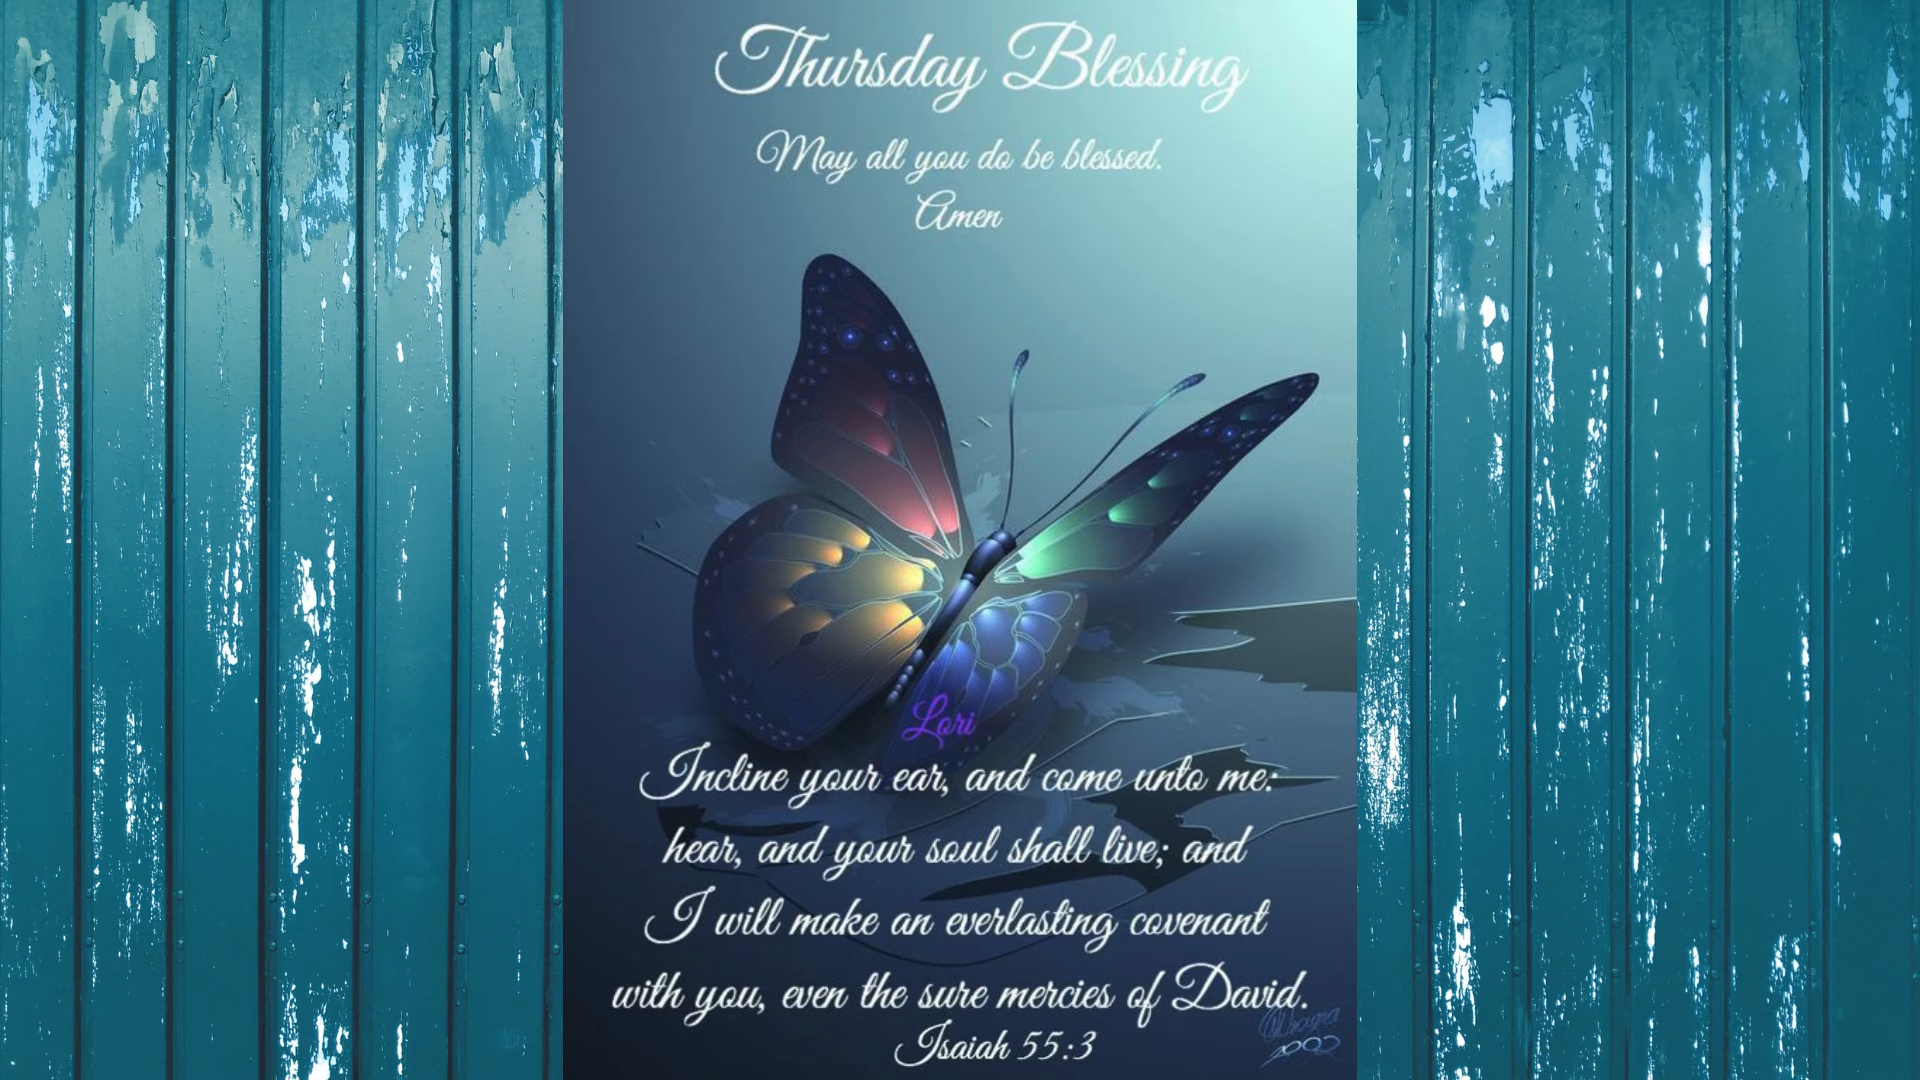 Thursday Blessing
May all you do be blessed.
Amen
Lori
Incline your ear, and come unto me:
hear, and your soul shall live; and
I will make an everlasting covenant
with you, even the sure mercies of David.
Isaiah 55:3